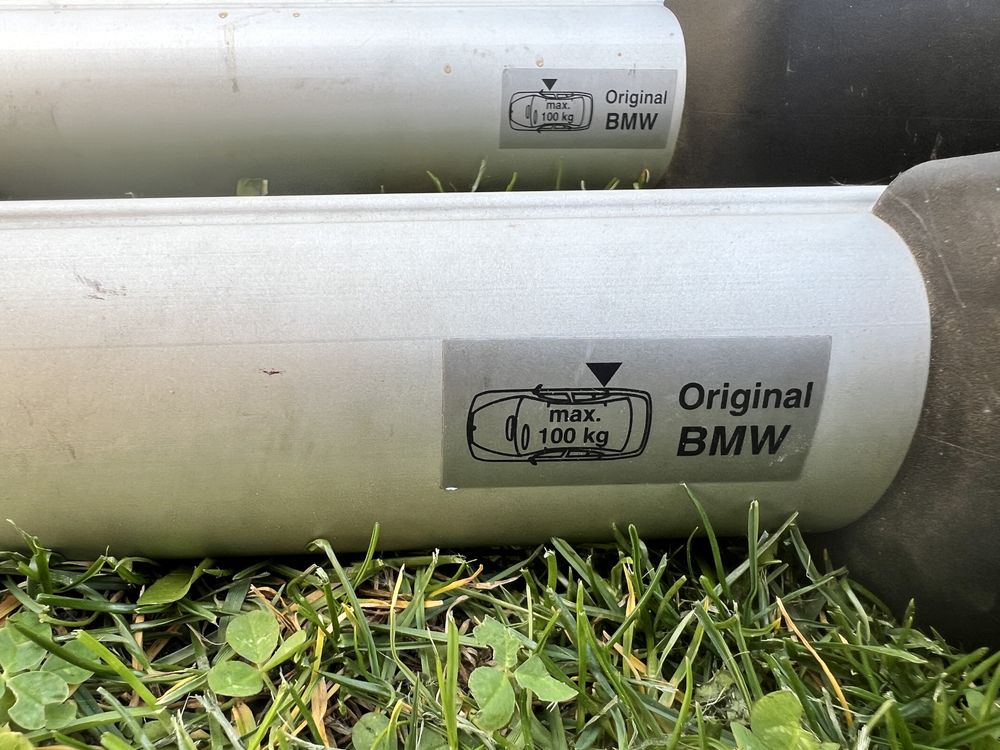 max.
100 kg
Original
BMW
max.
100 kg
Original
BMW